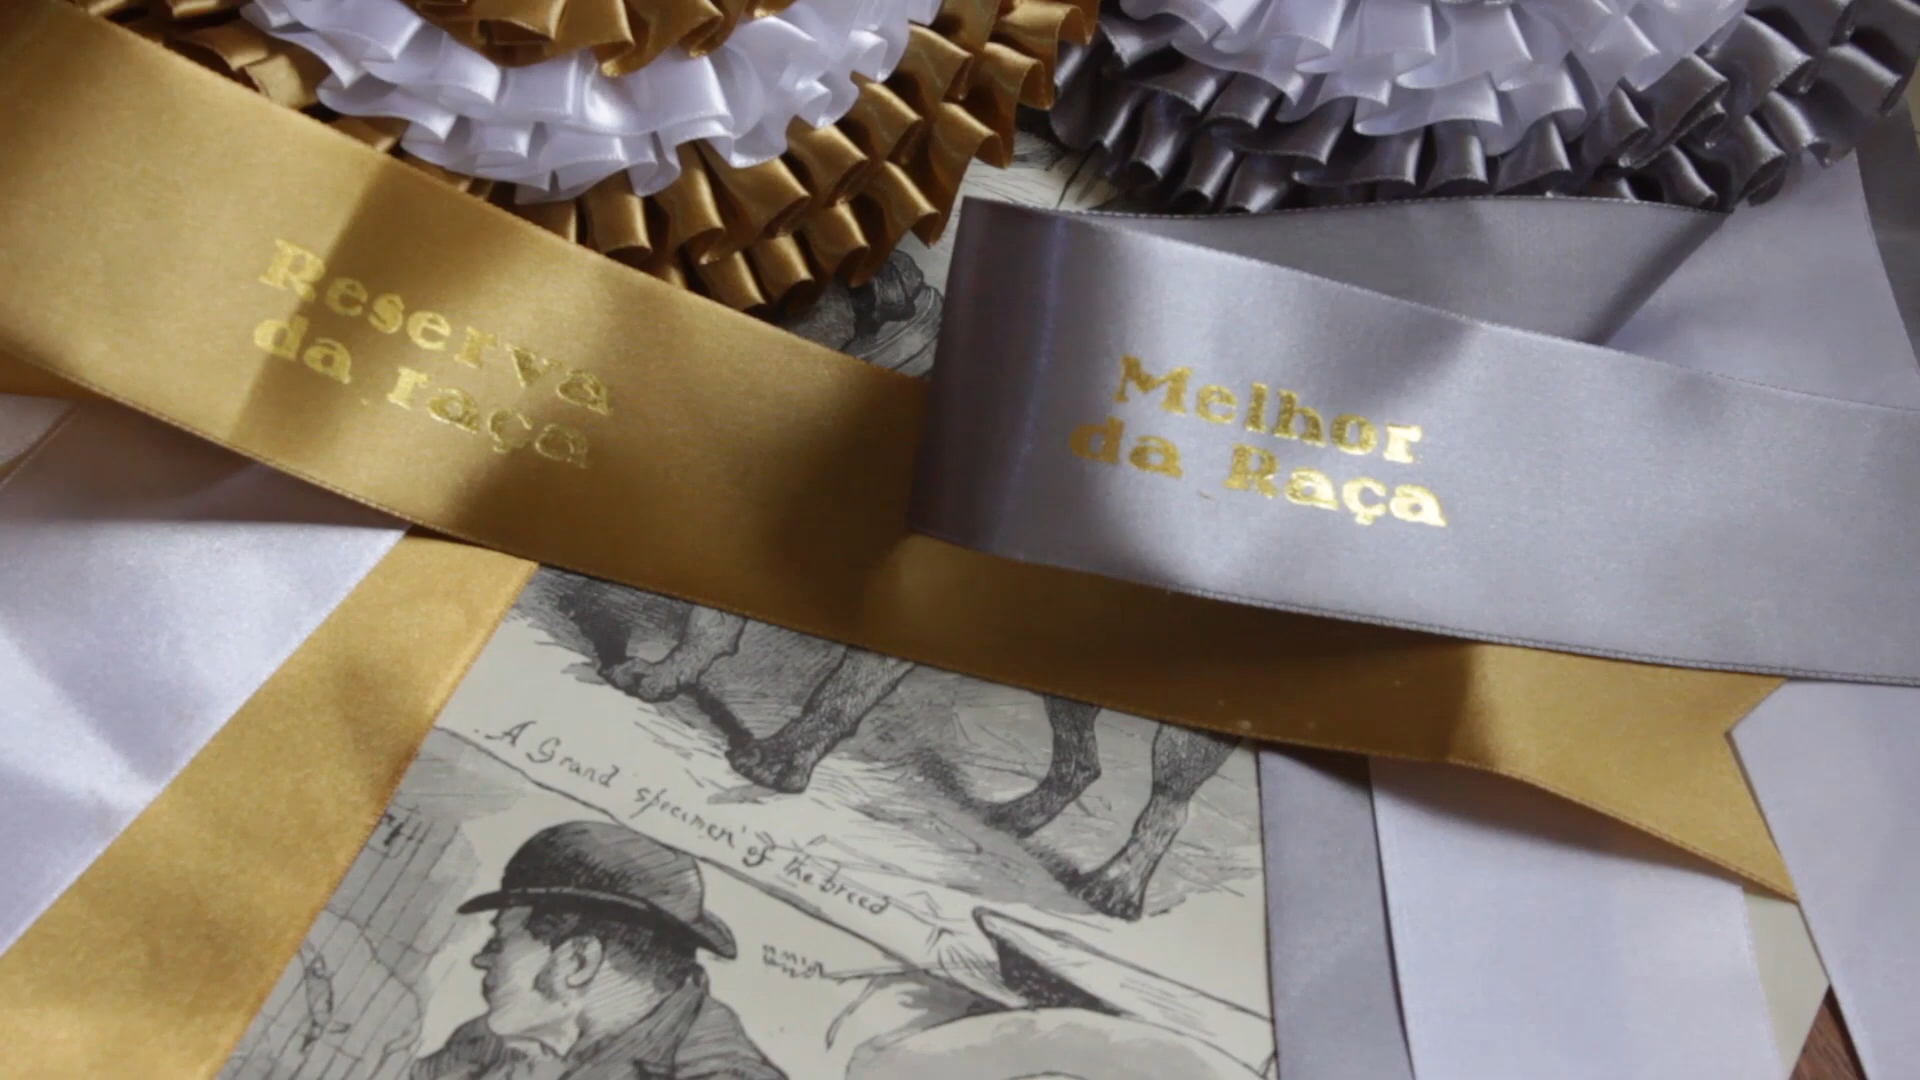 Reserva
da raça
Melhor
da Raça
A Grand specimen of the breed